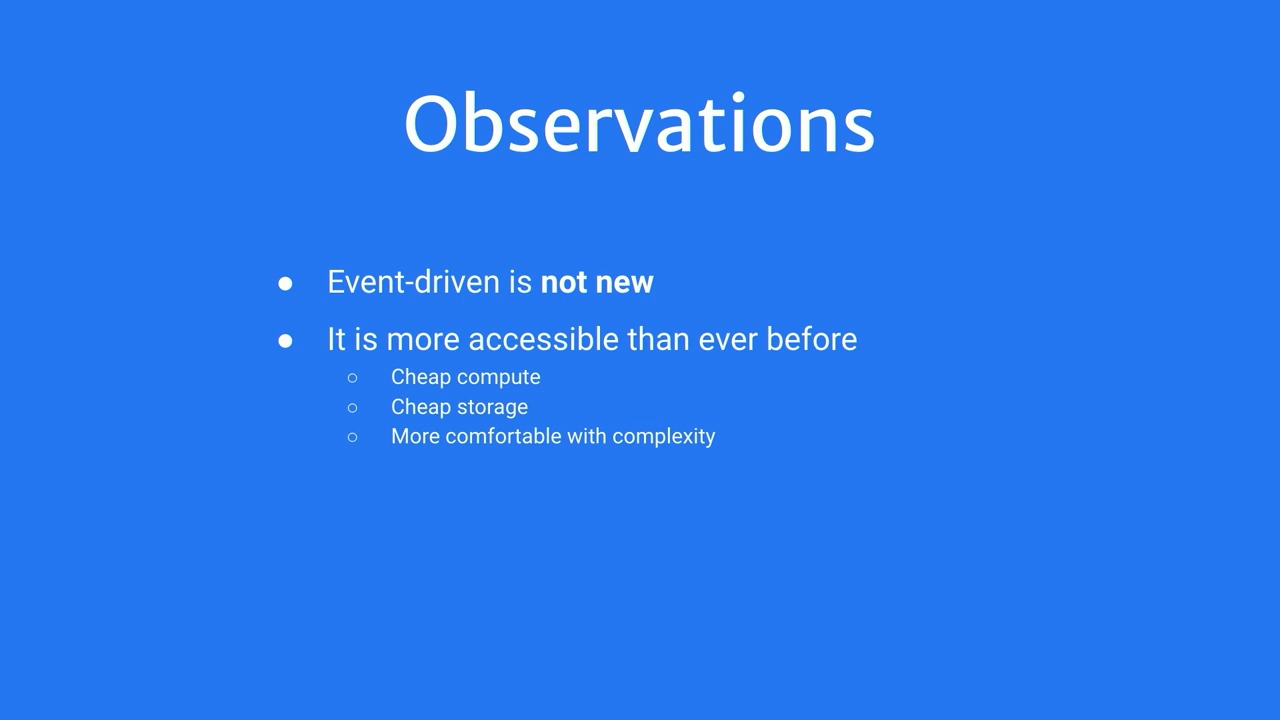 Observations
● Event-driven is not new
● It is more accessible than ever before
○ Cheap compute
○ Cheap storage
○ More comfortable with complexity